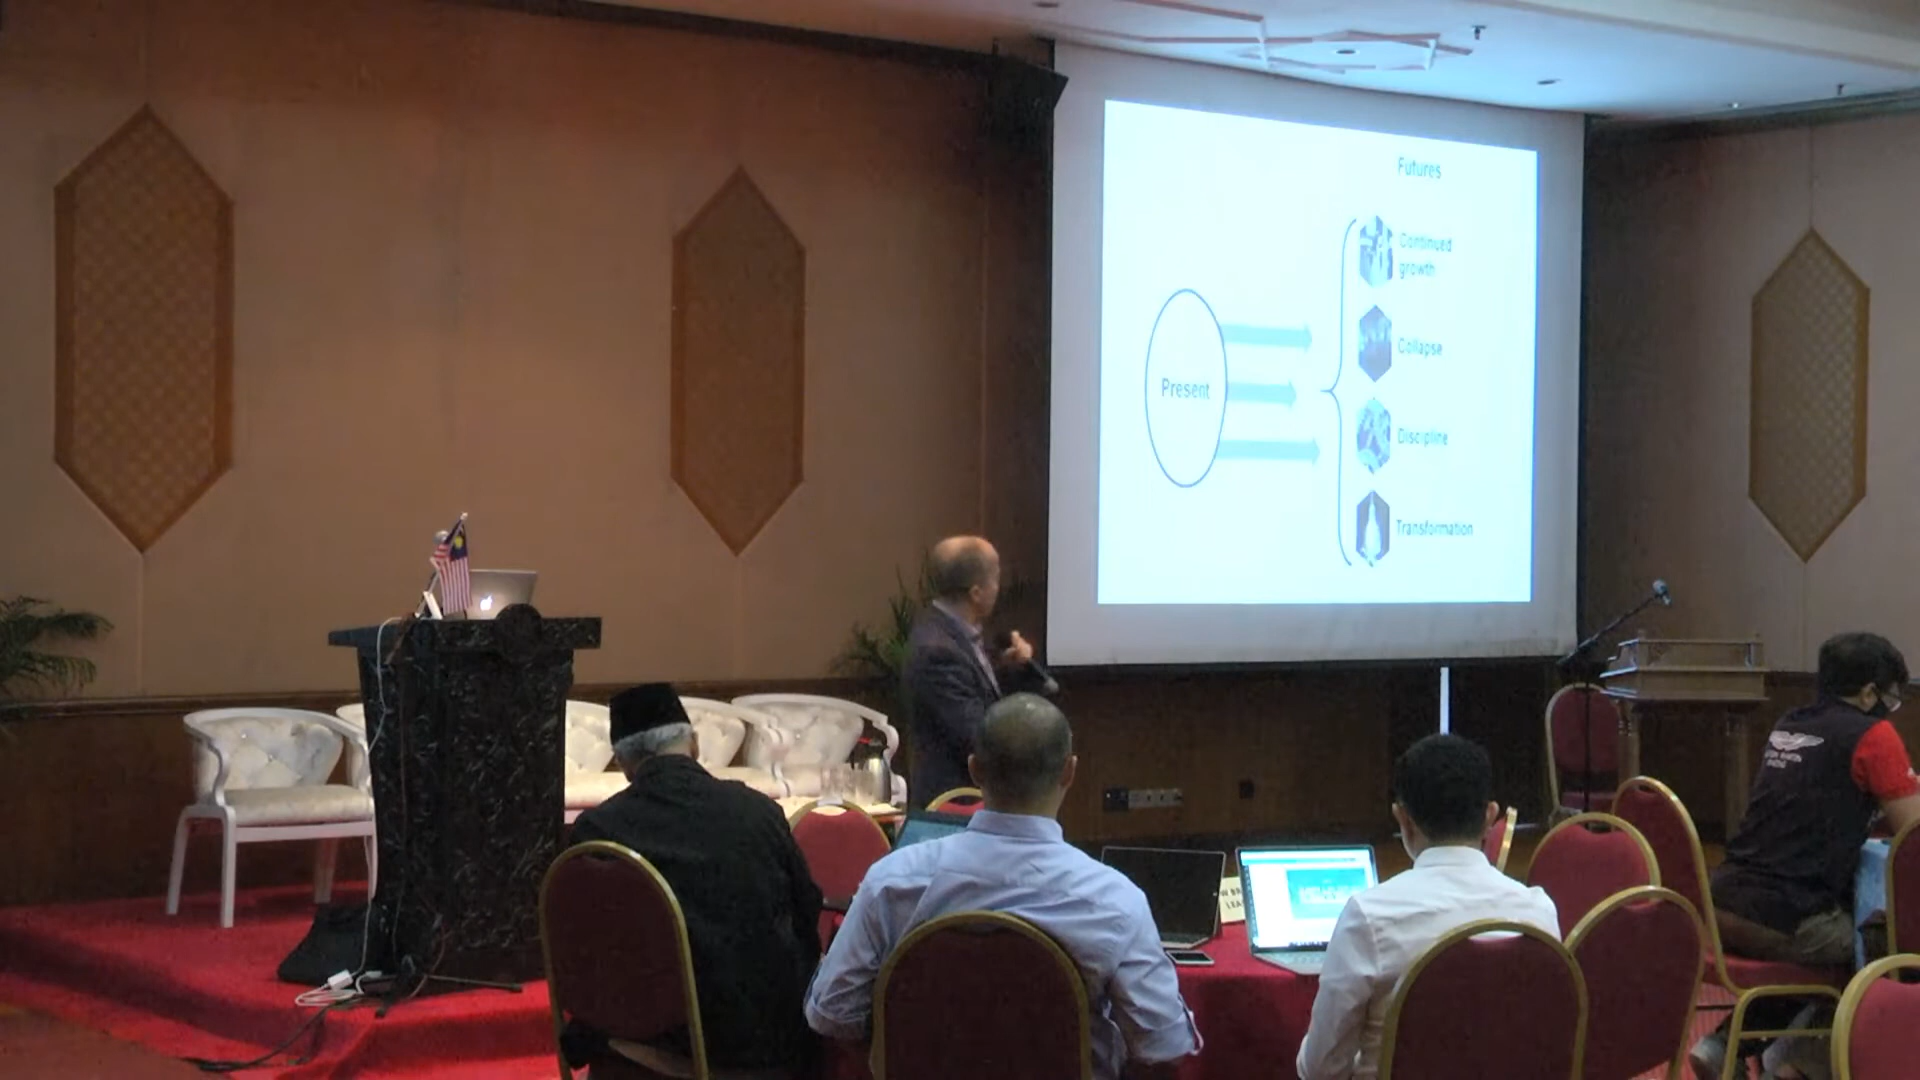 Futures
Continued
growth
Collapse
Present
Discipline
Transformation